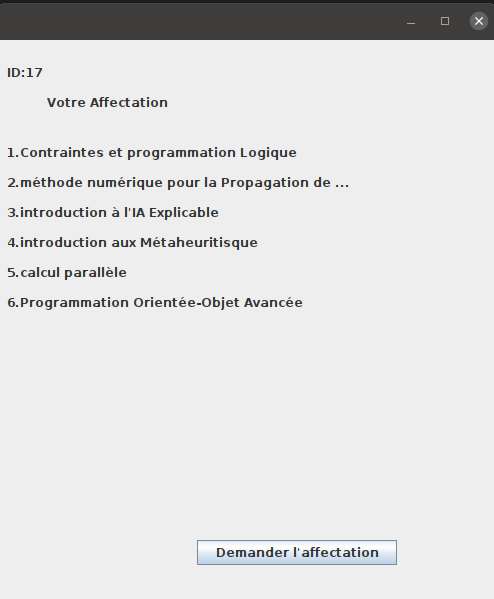 ID:17
Votre Affectation
1.Contraintes et programmation Logique
2.méthode numérique pour la Propagation de ...
3.introduction à l'IA Explicable
4.introduction aux Métaheuritisque
5.calcul parallèle
6.Programmation Orientée-Objet Avancée
Demander l'affectation